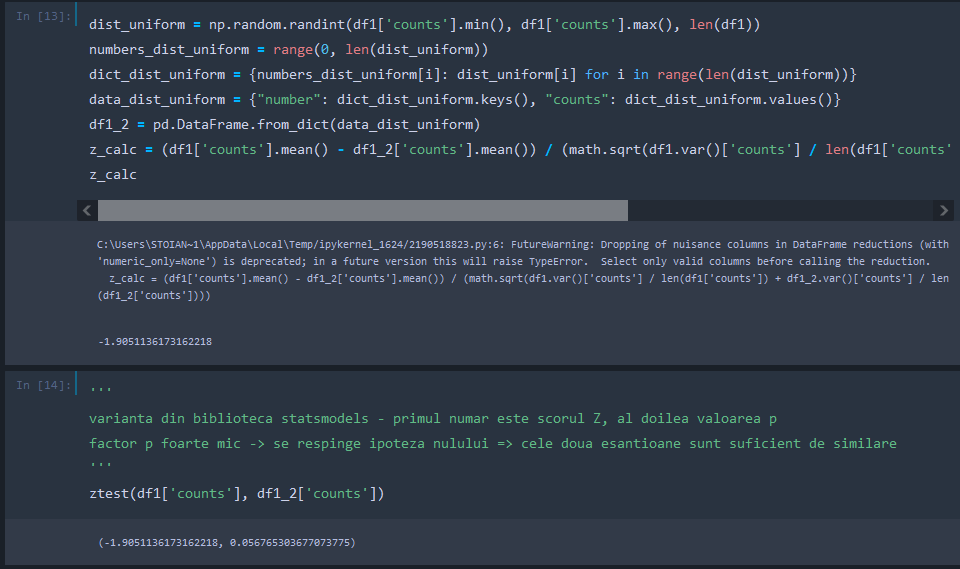 In [13]:
dist_uniform = np.random.randint(df1['counts'].min(), df1['counts'].max(), len(df1))
numbers_dist_uniform = range(0, len(dist_uniform))
dict_dist_uniform = {numbers_dist_uniform[i]: dist_uniform[i] for i in range(len(dist_uniform))}
data_dist_uniform = {"number": dict_dist_uniform.keys(), "counts": dict_dist_uniform.values()}
df1_2 = pd.DataFrame.from_dict(data_dist_uniform)
z_calc = (df1['counts'].mean() - df1_2['counts'].mean()) / (math.sqrt(df1.var()['counts'] / len(df1['counts'
z_calc
C:\Users\STOIAN~1\AppData\Local\Temp/ipykernel_1624/2190518823.py:6: FutureWarning: Dropping of nuisance columns in DataFrame reductions (with
'numeric_only=None') is deprecated; in a future version this will raise TypeError.  Select only valid columns before calling the reduction.
z_calc = (df1['counts'].mean() - df1_2['counts'].mean()) / (math.sqrt(df1.var()['counts'] / len(df1['counts']) + df1_2.var()['counts'] / len
(df1_2['counts'])))
-1.9051136173162218
In [14]:
'''
varianta din biblioteca statsmodels - primul numar este scorul Z, al doilea valoarea p
factor p foarte mic -> se respinge ipoteza nulului => cele doua esantioane sunt suficient de similare
'''
ztest(df1['counts'], df1_2['counts'])
(-1.9051136173162218, 0.056765303677073775)